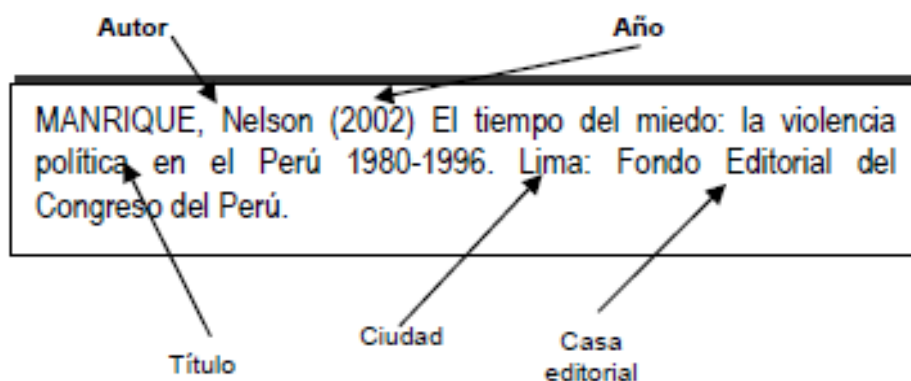 Autor
Año
MANRIQUE, Nelson (2002) El tiempo del miedo: la violencia
política en el Perú 1980-1996. Lima: Fondo Editorial del
Congreso del Perú.
Título
Ciudad
Casa
editorial